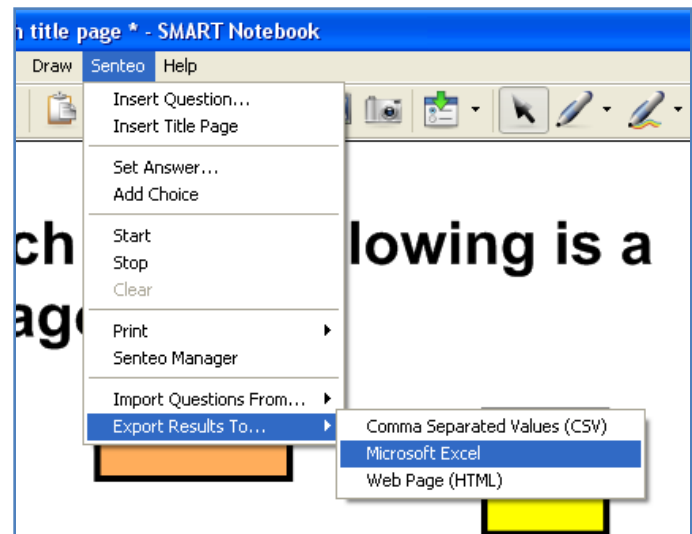 title page * - SMART Notebook
Draw Senteo Help
Insert Question...
Insert Title Page
Set Answer...
Add Choice
Start
Stop
Clear
Print
Senteo Manager
Import Questions From...
Export Results To...
Comma Separated Values (CSV)
Microsoft Excel
Web Page (HTML)
ch lowing is a
ag